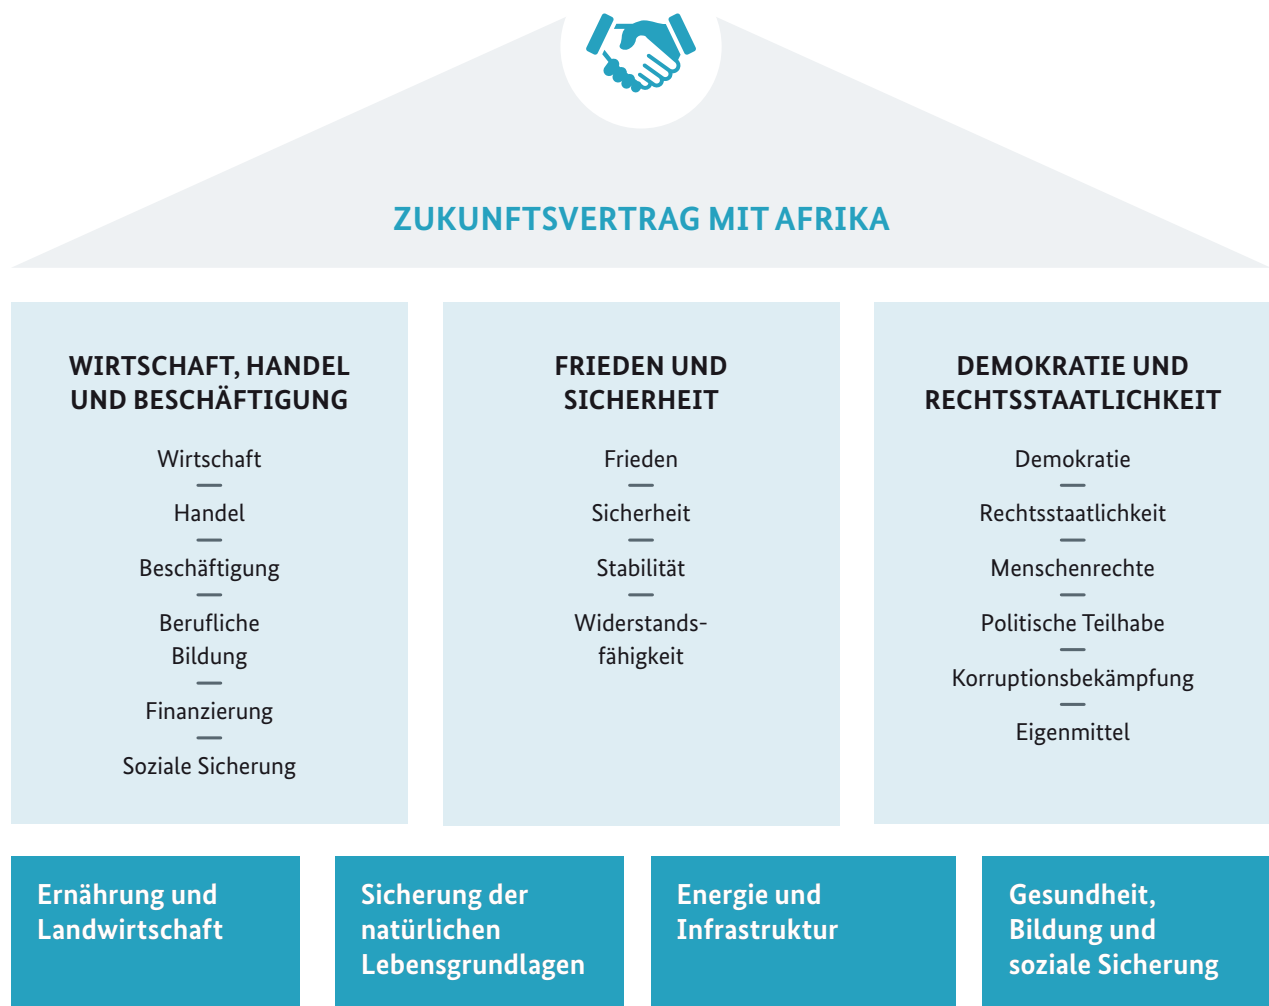 ZUKUNFTSVERTRAG MIT AFRIKA
WIRTSCHAFT, HANDEL
UND BESCHÄFTIGUNG
Wirtschaft
Handel
Beschäftigung
Berufliche
Bildung
Finanzierung
Soziale Sicherung
FRIEDEN UND
SICHERHEIT
Frieden
Sicherheit
Stabilität
Widerstands-
fähigkeit
DEMOKRATIE UND
RECHTSSTAATLICHKEIT
Demokratie
Rechtsstaatlichkeit
Menschenrechte
Politische Teilhabe
Korruptionsbekämpfung
Eigenmittel
Ernährung und
Landwirtschaft
Sicherung der
natürlichen
Lebensgrundlagen
Energie und
Infrastruktur
Gesundheit,
Bildung und
soziale Sicherung